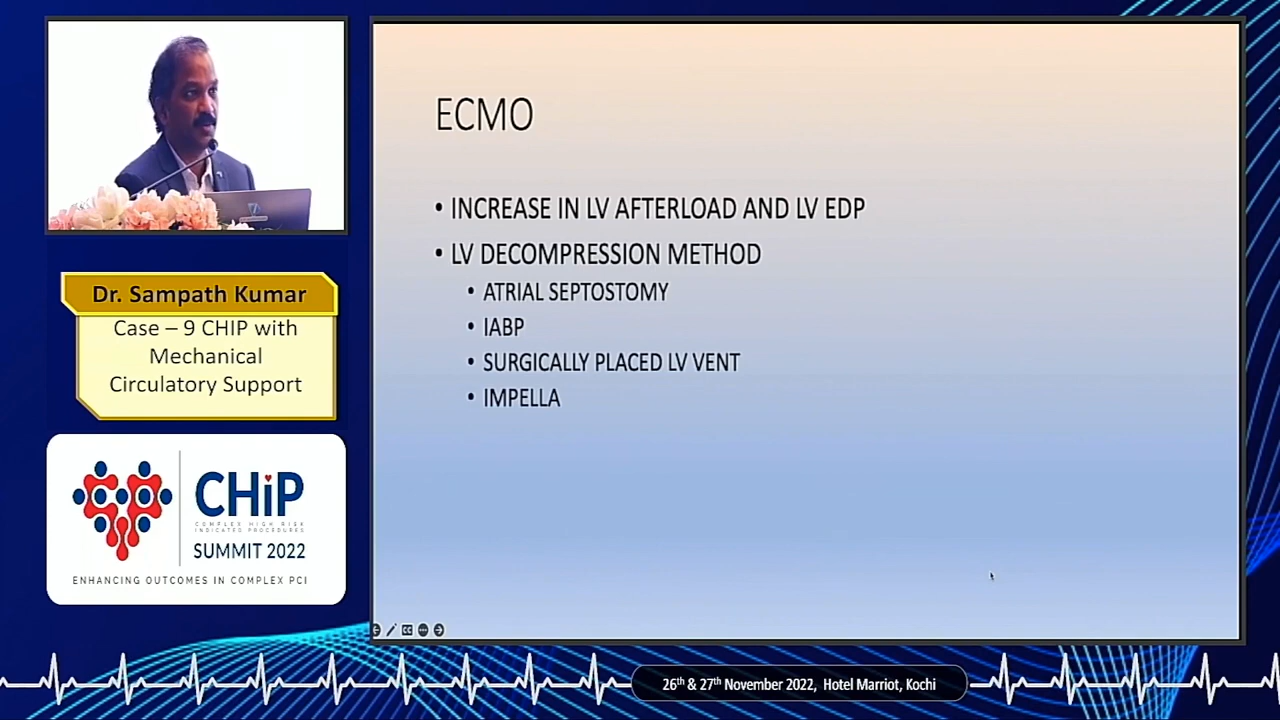 ECMO
• INCREASE IN LV AFTERLOAD AND LV EDP
• LV DECOMPRESSION METHOD
• ATRIAL SEPTOSTOMY
• IABP
• SURGICALLY PLACED LV VENT
• IMPELLA
Dr. Sampath Kumar
Case – 9 CHIP with
Mechanical
Circulatory Support
CHiP
COMPLEX HIGH RISK
INDICATED PROCEDURES
SUMMIT 2022
ENHANCING OUTCOMES IN COMPLEX PCI
26th & 27th November 2022, Hotel Marriot, Kochi